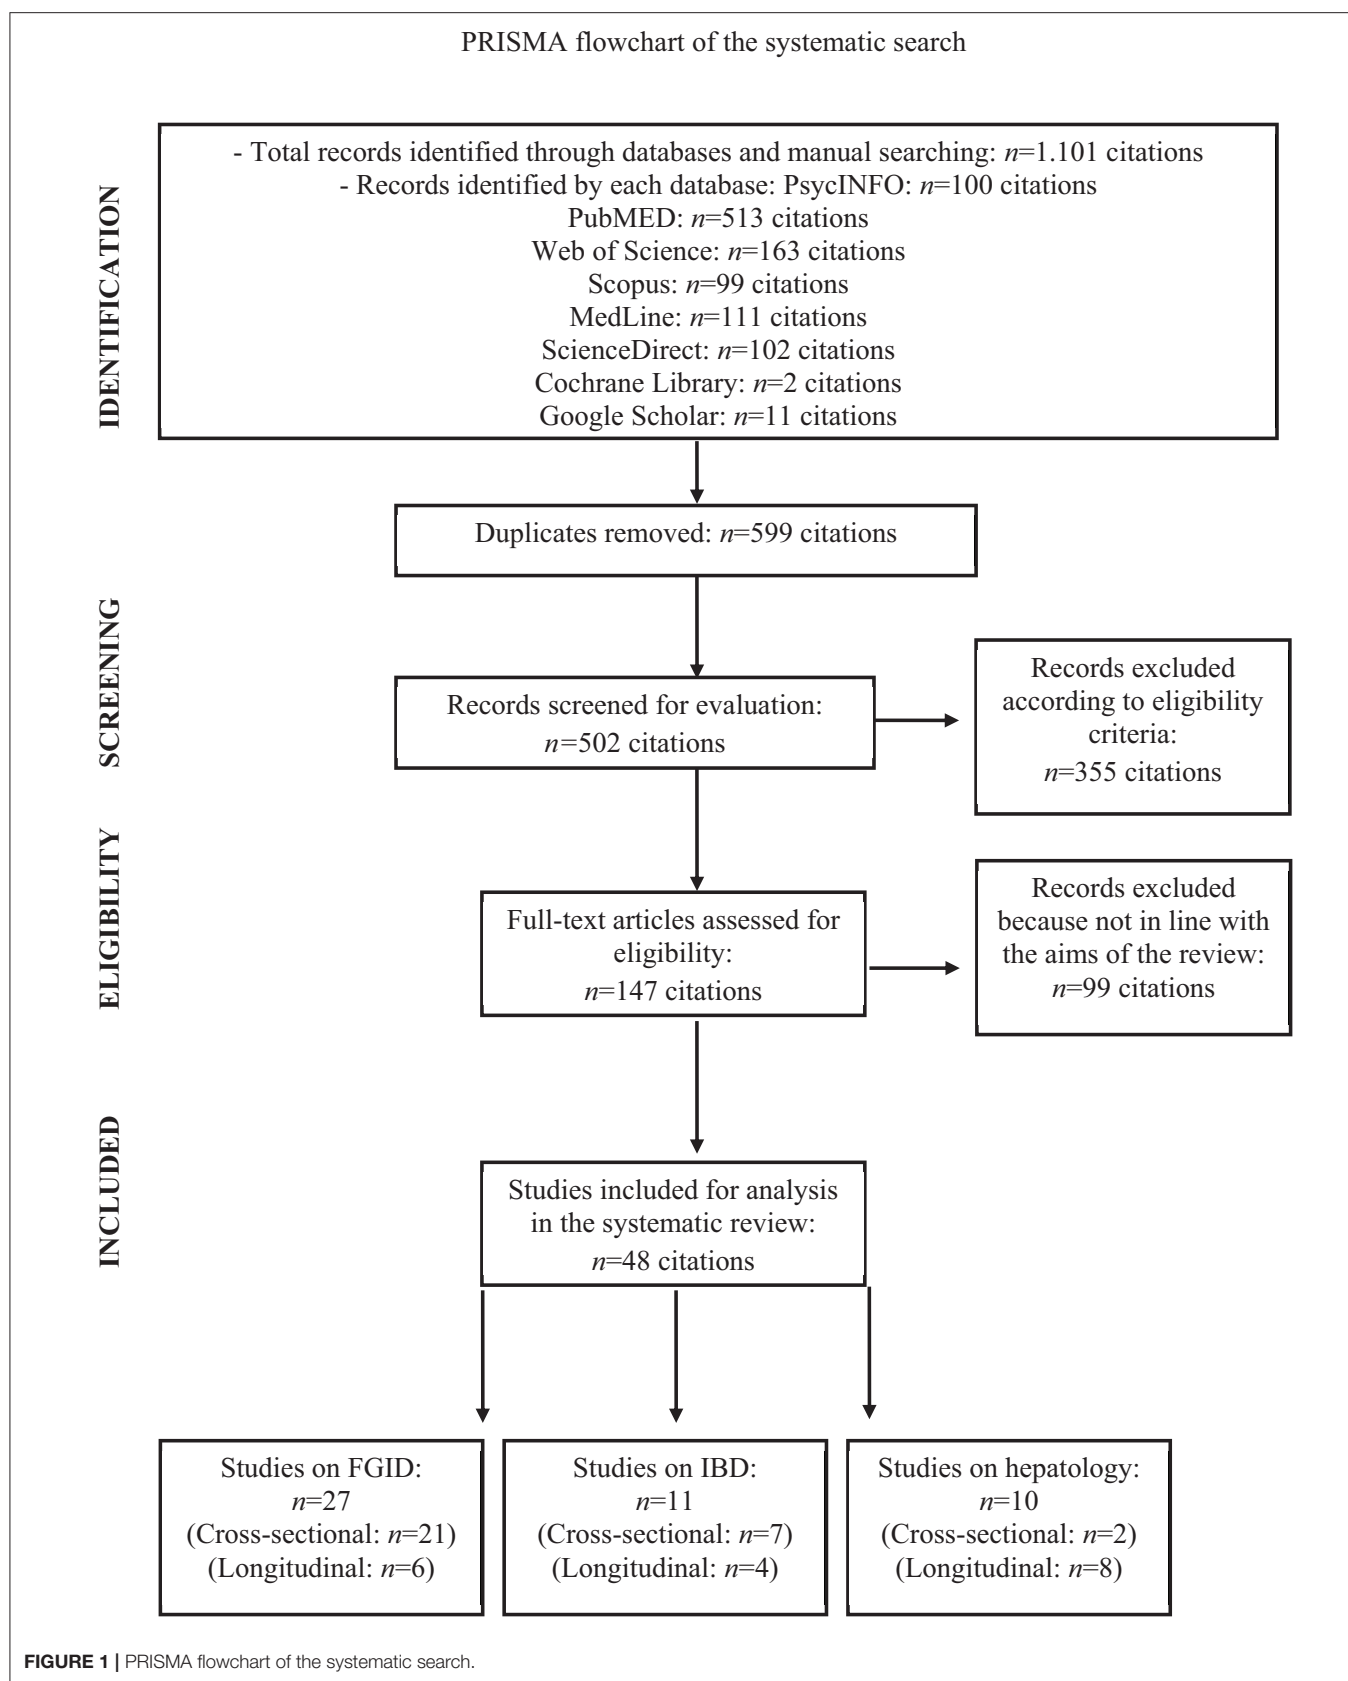 PRISMA flowchart of the systematic search
IDENTIFICATION
- Total records identified through databases and manual searching: n=1.101 citations
- Records identified by each database: PsycINFO: n=100 citations
PubMED: n=513 citations
Web of Science: n=163 citations
Scopus: n=99 citations
MedLine: n=111 citations
ScienceDirect: n=102 citations
Cochrane Library: n=2 citations
Google Scholar: n=11 citations
Duplicates removed: n=599 citations
SCREENING
Records screened for evaluation:
n=502 citations
Records excluded
according to eligibility
criteria:
n=355 citations
ELIGIBILITY
Full-text articles assessed for
eligibility:
n=147 citations
Records excluded
because not in line with
the aims of the review:
n=99 citations
INCLUDED
Studies included for analysis
in the systematic review:
n=48 citations
Studies on FGID:
n=27
(Cross-sectional: n=21)
(Longitudinal: n=6)
Studies on IBD:
n=11
(Cross-sectional: n=7)
(Longitudinal: n=4)
Studies on hepatology:
n=10
(Cross-sectional: n=2)
(Longitudinal: n=8)
FIGURE 1 | PRISMA flowchart of the systematic search.